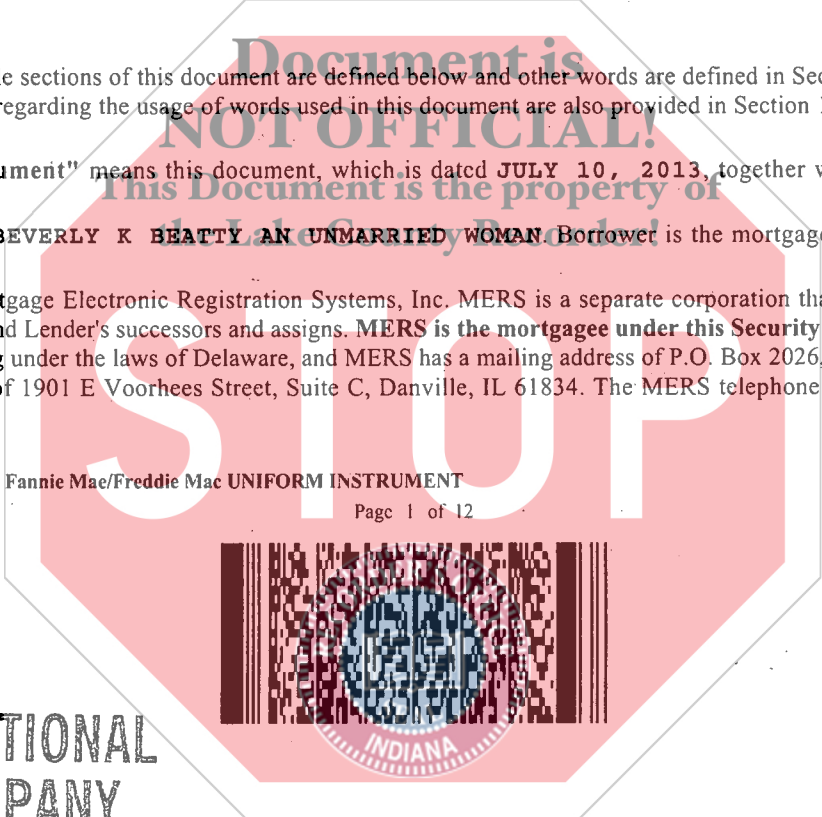 Document is
e sections of this document are defined below and other words are defined in Sec
regarding the usage of words used in this document are also provided in Section 1
NOT OFFICIAL!
ument" means this document, which is dated JULY 10, 2013, together w
This Document is the property of
the Lake County Recorder!
BEVERLY K BEATTY AN UNMARRIED WOMAN. Borrower is the mortgag
tgage Electronic Registration Systems, Inc. MERS is a separate corporation tha
nd Lender's successors and assigns. MERS is the mortgagee under this Security
g under the laws of Delaware, and MERS has a mailing address of P.O. Box 2026,
of 1901 E Voorhees Street, Suite C, Danville, IL 61834. The MERS telephone
STOP
Fannie Mae/Freddie Mac UNIFORM INSTRUMENT
Page 1 of 12
INDIANA
TIONAL
PANY